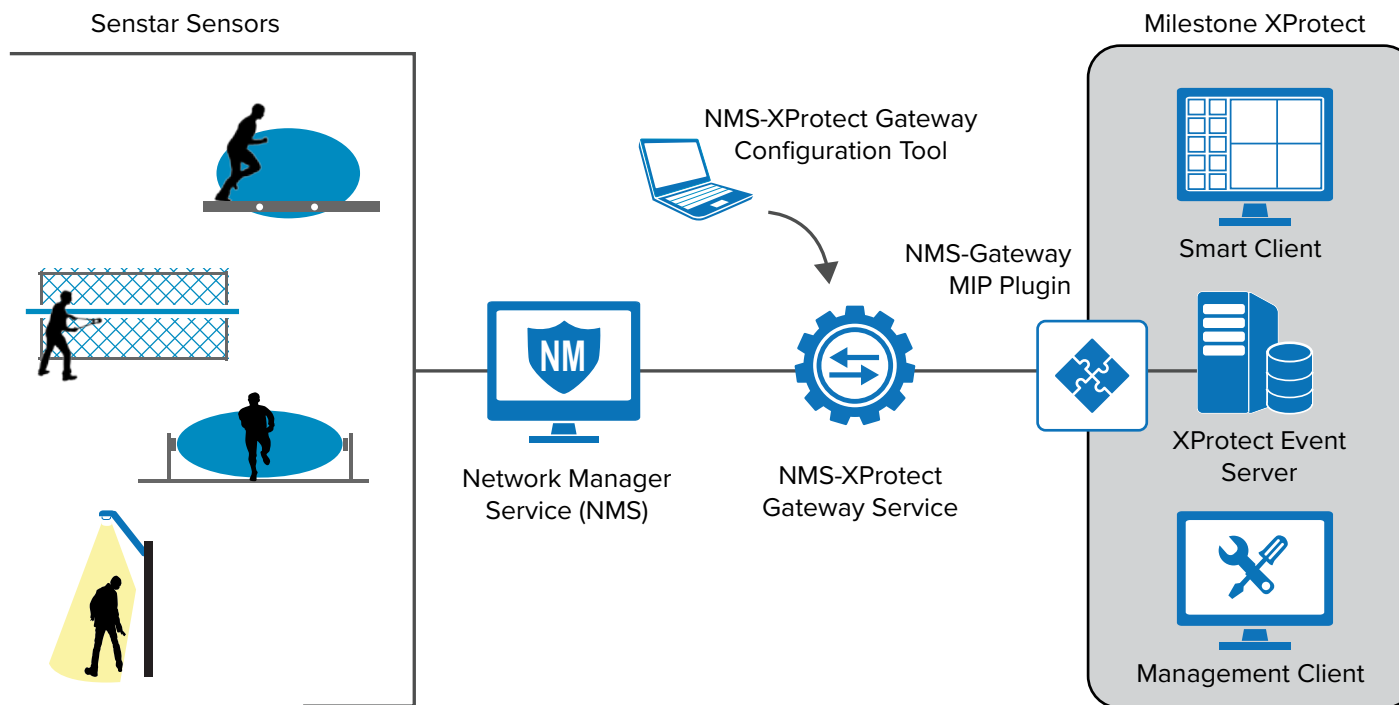 Senstar Sensors
Milestone XProtect
NMS-XProtect Gateway
Configuration Tool
NMS-Gateway
MIP Plugin
Smart Client
NM
Network Manager
Service (NMS)
NMS-XProtect
Gateway Service
XProtect Event
Server
Management Client